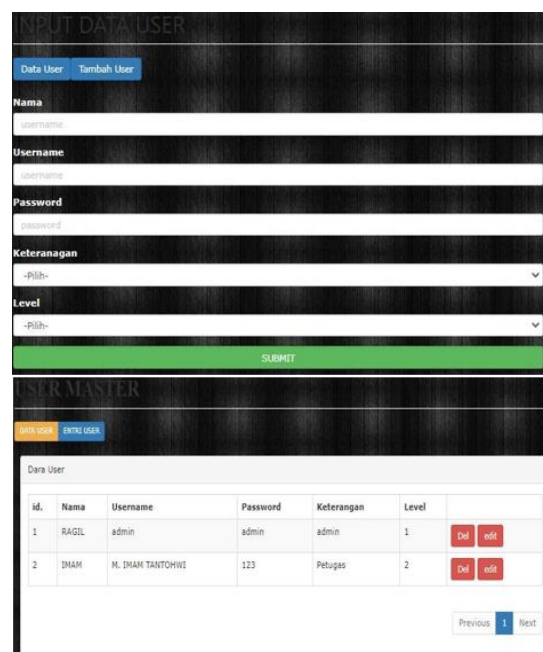 INPUT DATA USER
Data User Tambah User
Nama
username
Username
username
Password
password
Keteranagan
-Pilih-
Level
-Pilih-
SUBMIT
USER MASTER
DATA USER ENTRI USER
Dara User
id. Nama Username Password Keterangan Level
1 RAGIL admin admin admin 1 Del edit
2 IMAM M. IMAM TANTOHWI 123 Petugas 2 Del edit
Previous 1 Next